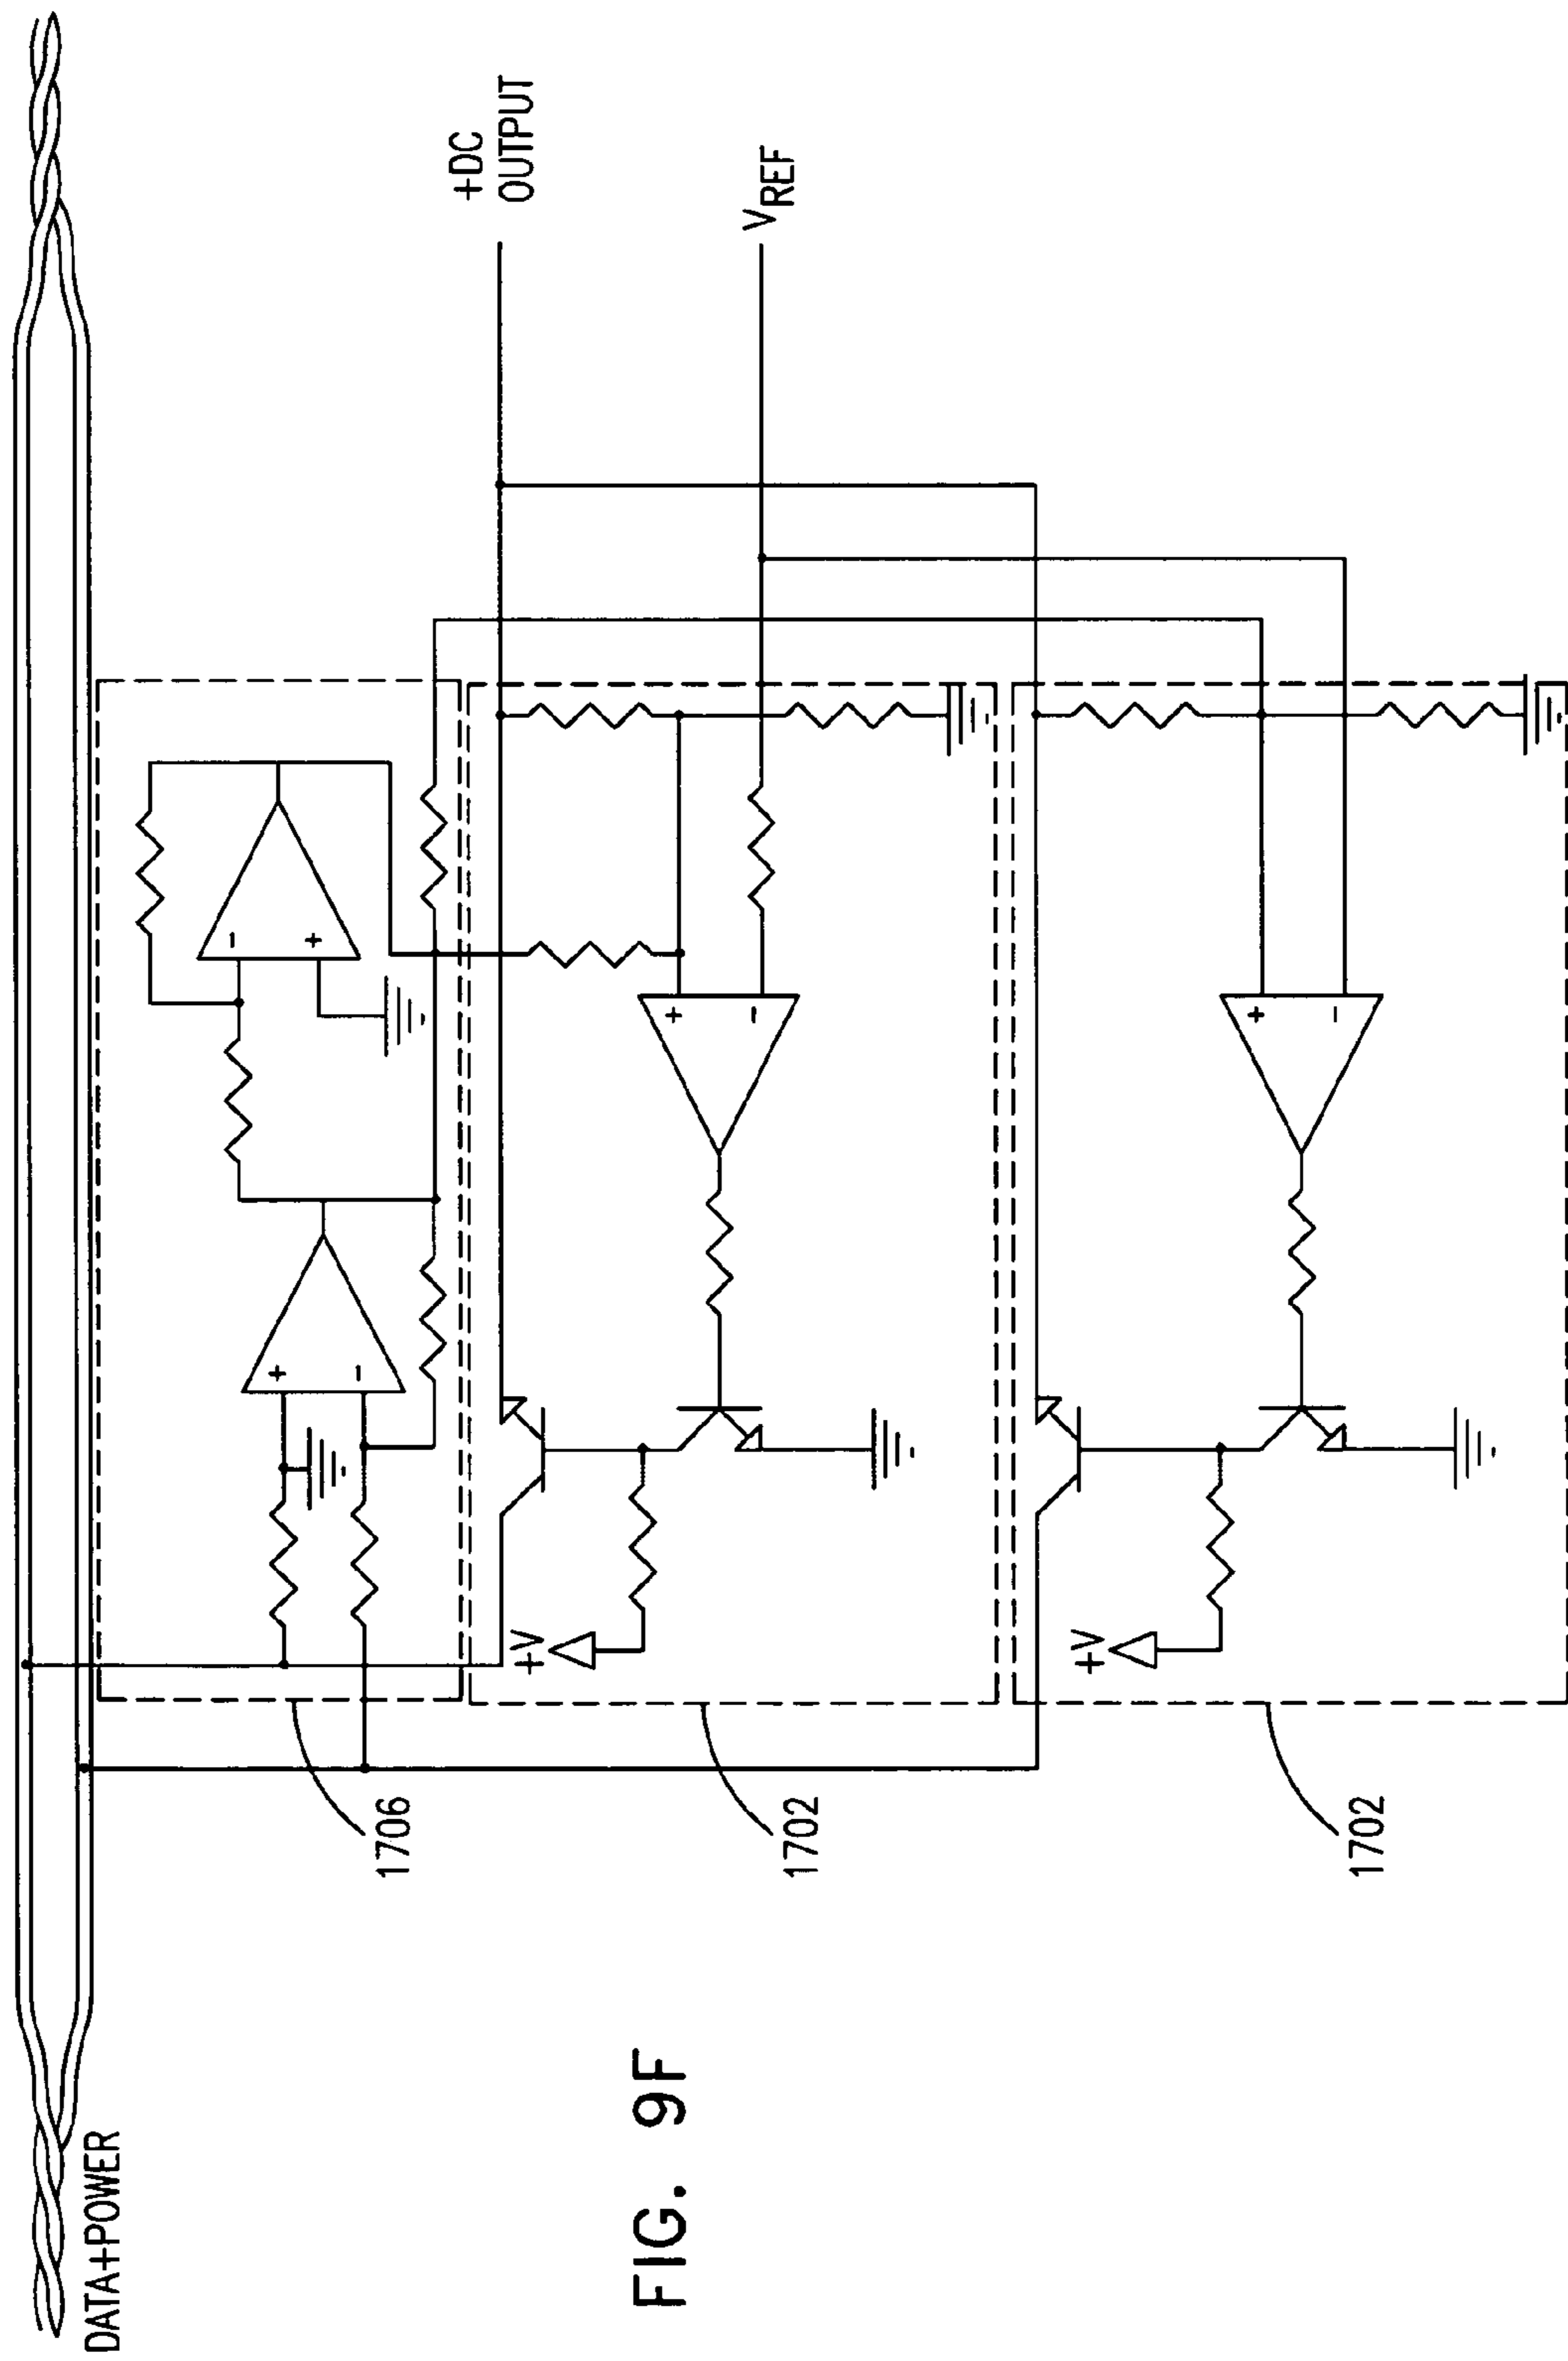 DATA+POWER
+DC
OUTPUT
VREF
-
+
+
-
+
-
+
-
+V
+V
1706
1702
1702
FIG. 9F